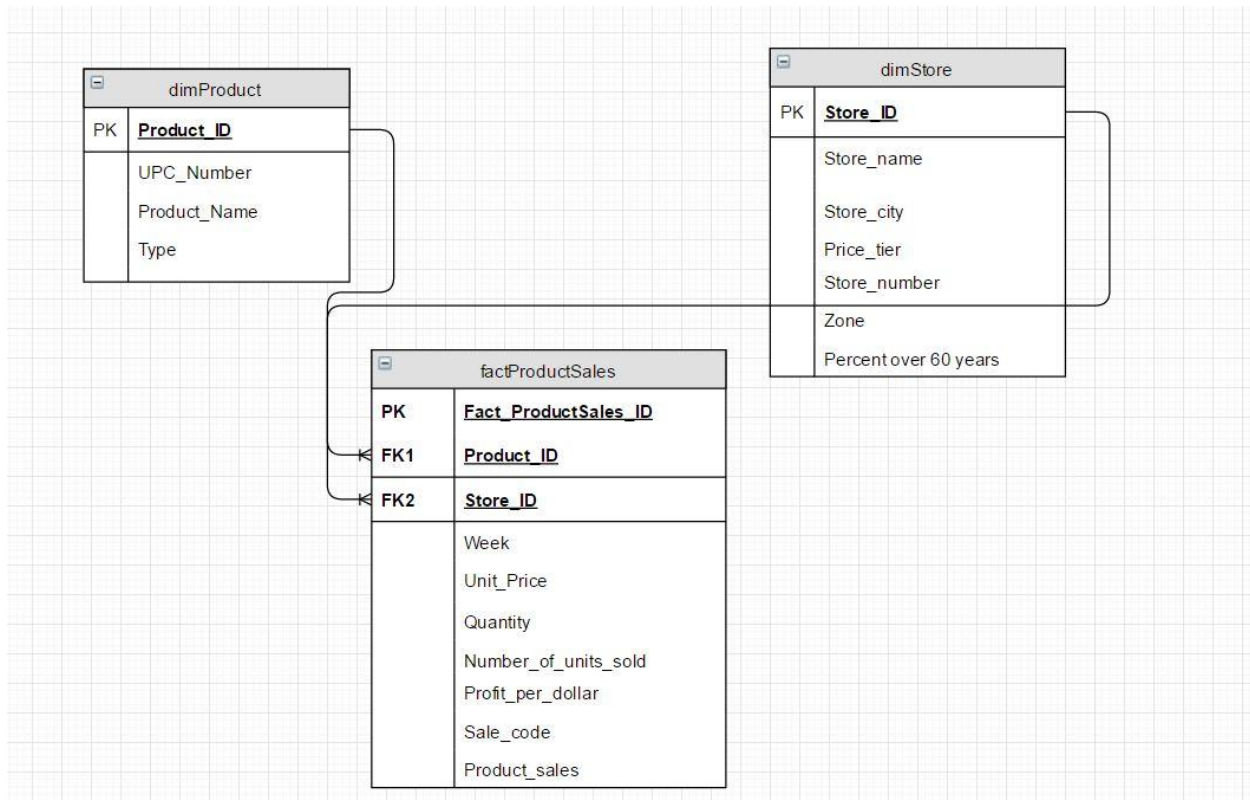 dimProduct
PK Product_ID
UPC_Number
Product_Name
Type
dimStore
PK Store_ID
Store_name
Store_city
Price_tier
Store_number
Zone
Percent over 60 years
factProductSales
PK Fact_ProductSales_ID
FK1 Product_ID
FK2 Store_ID
Week
Unit_Price
Quantity
Number_of_units_sold
Profit_per_dollar
Sale_code
Product_sales